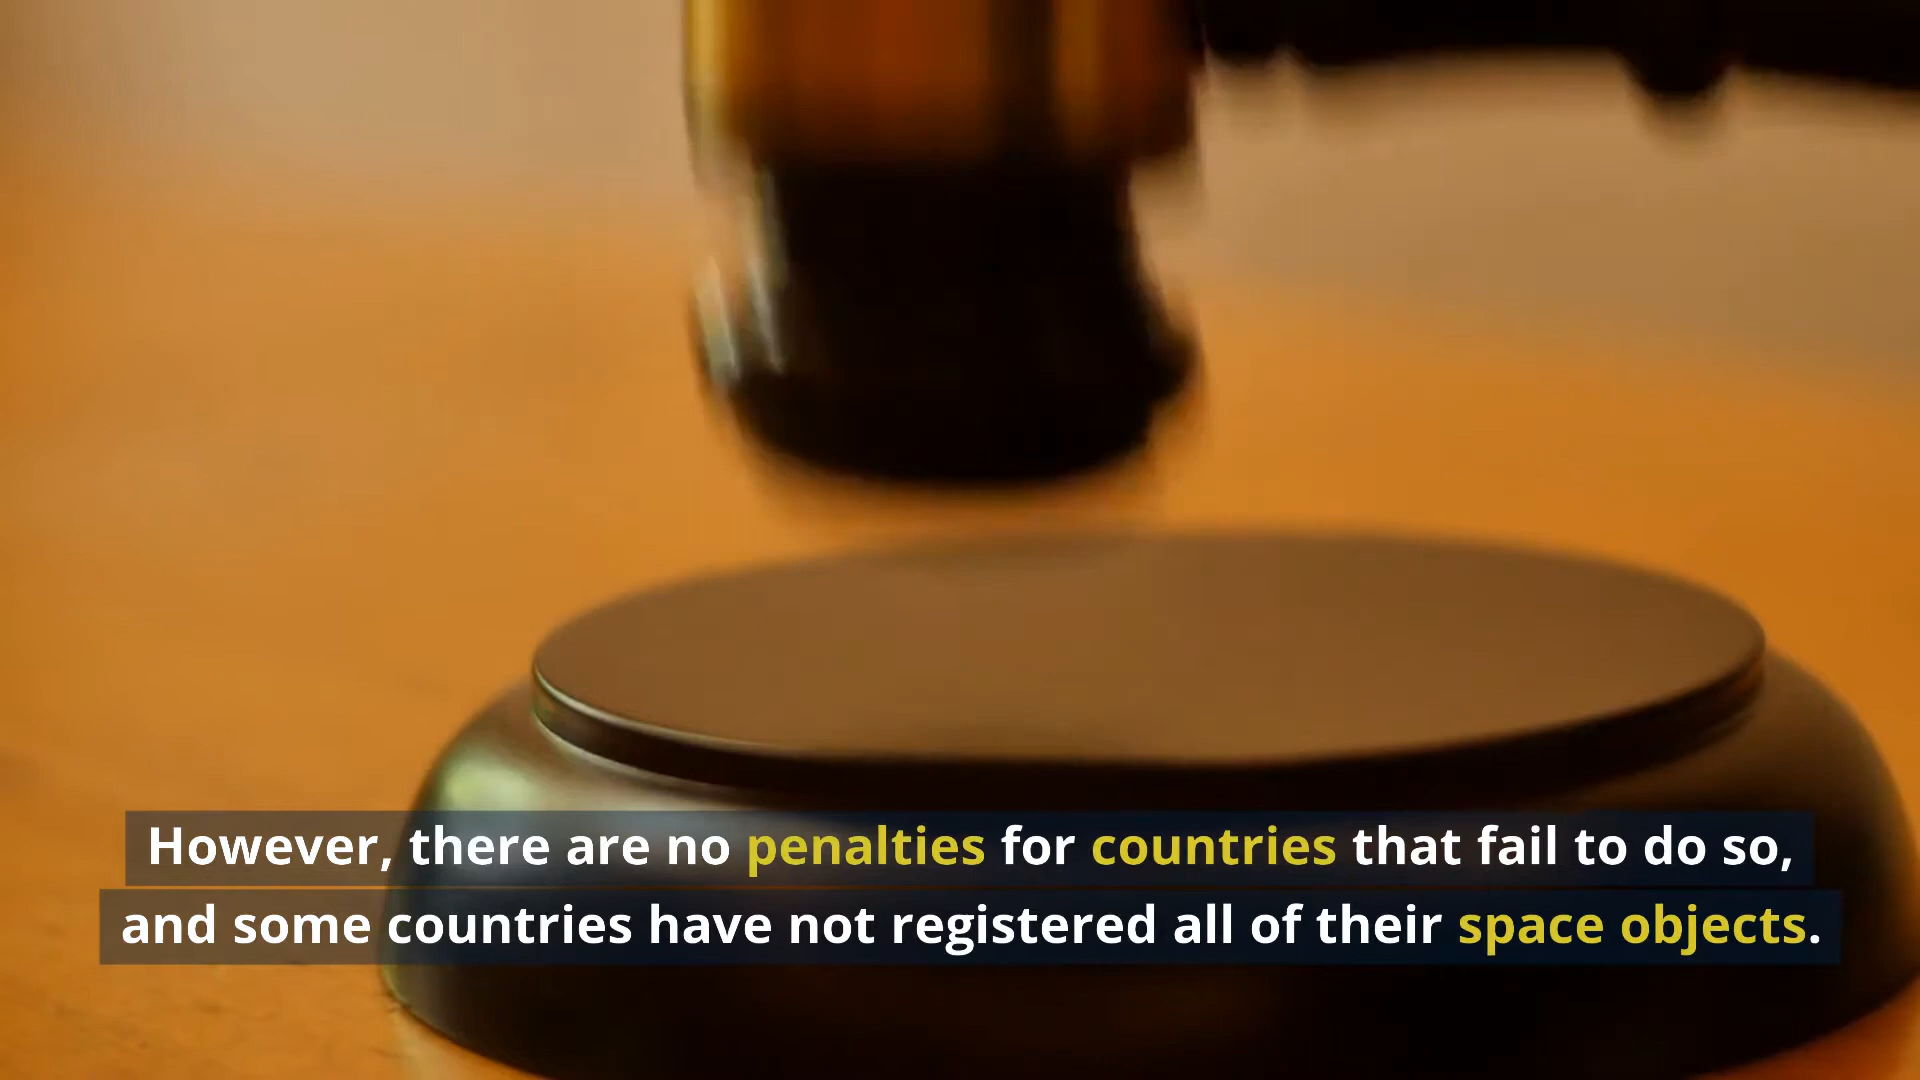 However, there are no penalties for countries that fail to do so,
and some countries have not registered all of their space objects.